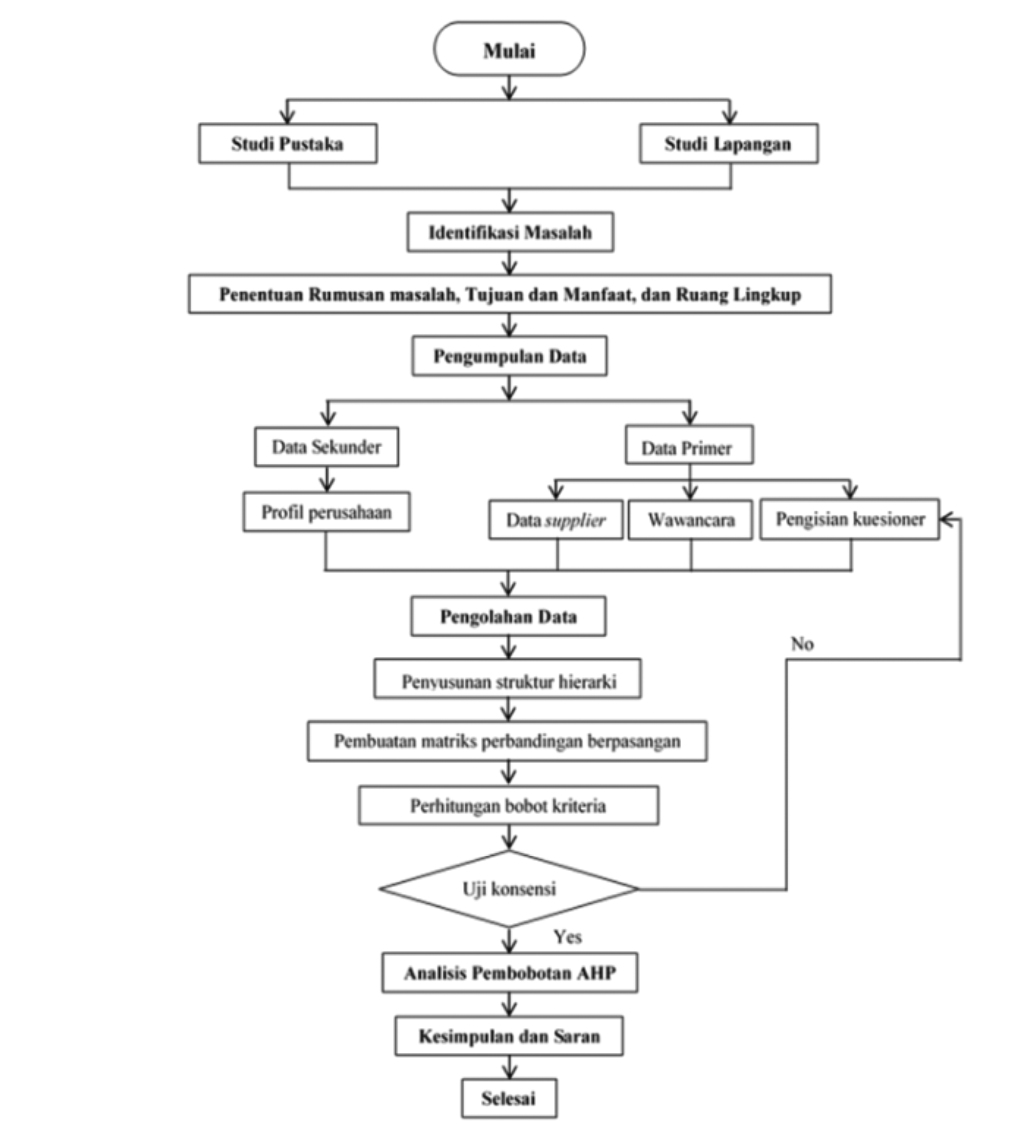 Mulai
Studi Pustaka
Studi Lapangan
Identifikasi Masalah
Penentuan Rumusan masalah, Tujuan dan Manfaat, dan Ruang Lingkup
Pengumpulan Data
Data Sekunder
Data Primer
Profil perusahaan
Data supplier
Wawancara
Pengisian kuesioner
Pengolahan Data
No
Penyusunan struktur hierarki
Pembuatan matriks perbandingan berpasangan
Perhitungan bobot kriteria
Uji konsensi
Yes
Analisis Pembobotan AHP
Kesimpulan dan Saran
Selesai